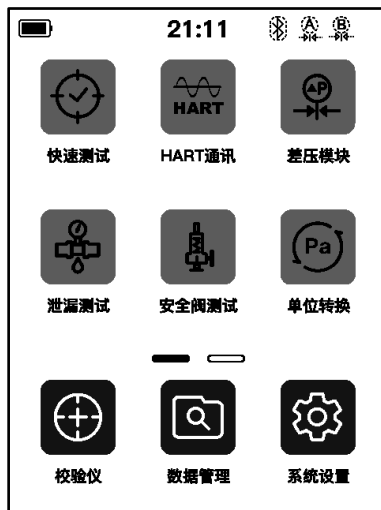 21:11 A B
HART ▲P
快速测试 HART通讯 差压模块
Pa
泄漏测试 安全阀测试 单位转换
校验仪 数据管理 系统设置